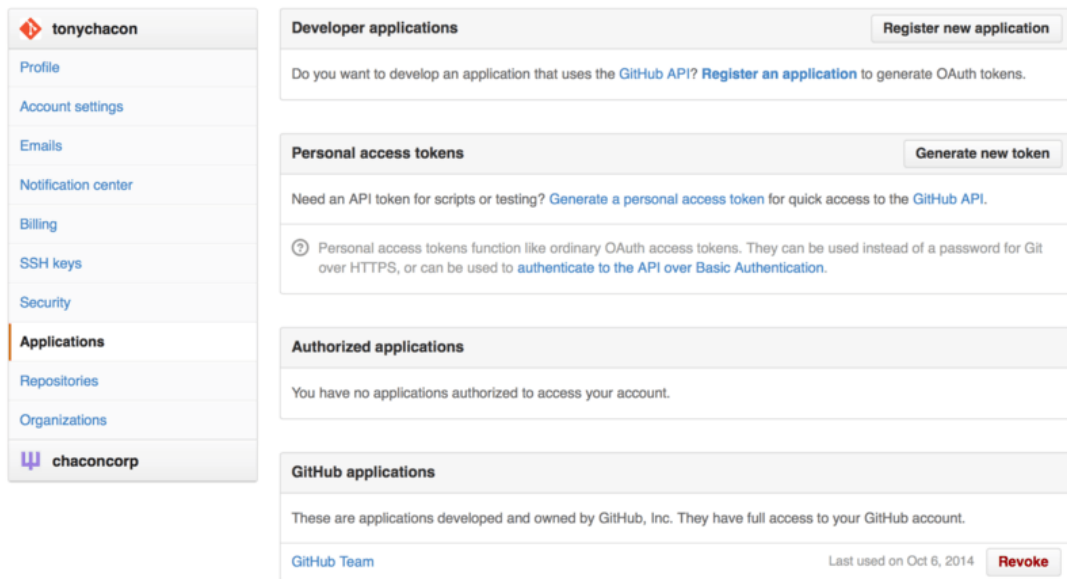 tonychacon
Profile
Account settings
Emails
Notification center
Billing
SSH keys
Security
Applications
Repositories
Organizations
chaconcorp
Developer applications
Register new application
Do you want to develop an application that uses the GitHub API? Register an application to generate OAuth tokens.
Personal access tokens
Generate new token
Need an API token for scripts or testing? Generate a personal access token for quick access to the GitHub API.
Personal access tokens function like ordinary OAuth access tokens. They can be used instead of a password for Git
over HTTPS, or can be used to authenticate to the API over Basic Authentication.
Authorized applications
You have no applications authorized to access your account.
GitHub applications
These are applications developed and owned by GitHub, Inc. They have full access to your GitHub account.
GitHub Team
Last used on Oct 6, 2014
Revoke